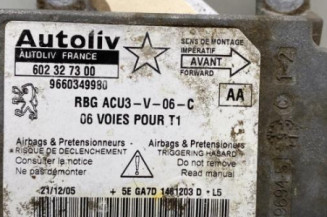 Autoliv
AUTOLIV FRANCE
602 32 73 00
9660349980
SENS DE MONTAGE
IMPÉRATIF
AVANT
FORWARD
RBG ACU3-V-06-C
06 VOIES POUR T1
AA
Airbags & Pretensionners
*RISQUE DE DECLENCHEMENT
Consulter la notice
Ne pas démonter
Airbags & Pretensioners
TRIGGERING HAZARD
Do not remove
Read manual
21/12/05 + 5E GA7D 1461203 D - L5